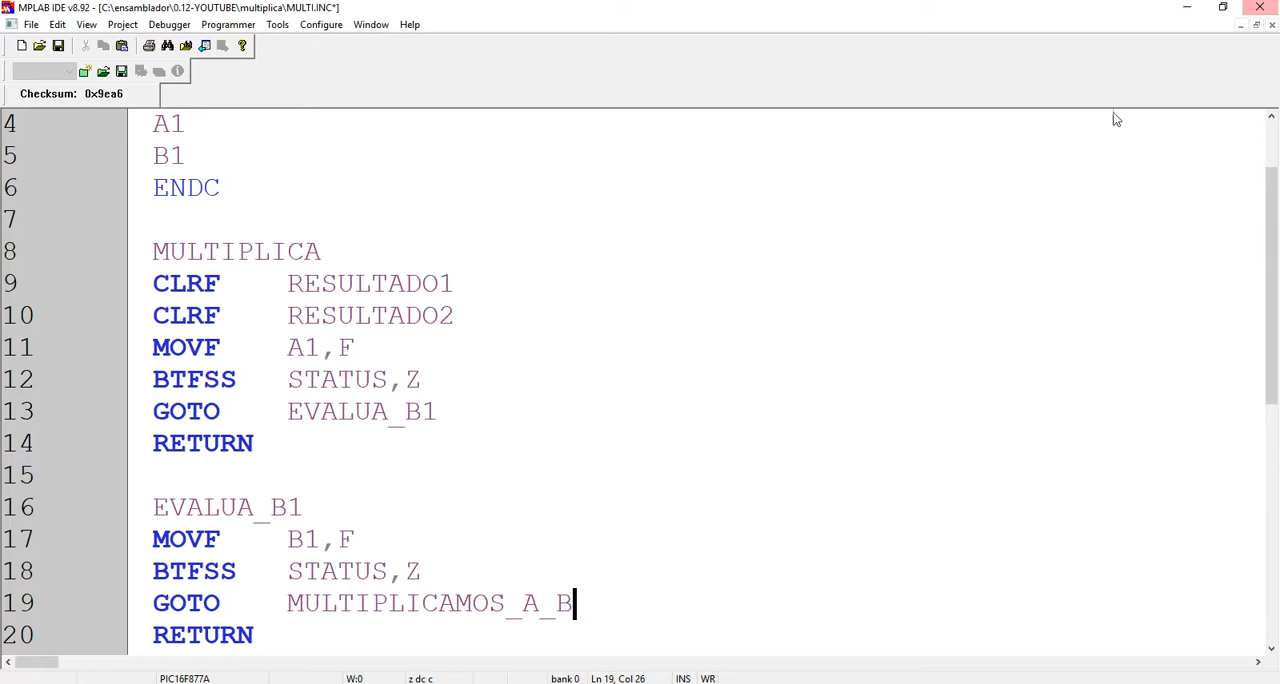 MPLAB IDE v8.92 - [C:\ensamblador\0.12-YOUTUBE\multiplica\MULTI.INC*]
File Edit View Project Debugger Programmer Tools Configure Window Help
Checksum: 0x9ea6
4 A1
5 B1
6 ENDC
7
8 MULTIPLICA
9 CLRF RESULTADO1
10 CLRF RESULTADO2
11 MOVF A1,F
12 BTFSS STATUS,Z
13 GOTO EVALUA_B1
14 RETURN
15
16 EVALUA_B1
17 MOVF B1,F
18 BTFSS STATUS,Z
19 GOTO MULTIPLICAMOS_A_B
20 RETURN
PIC16F877A W:0 z dc c bank 0 Ln 19, Col 26 INS WR